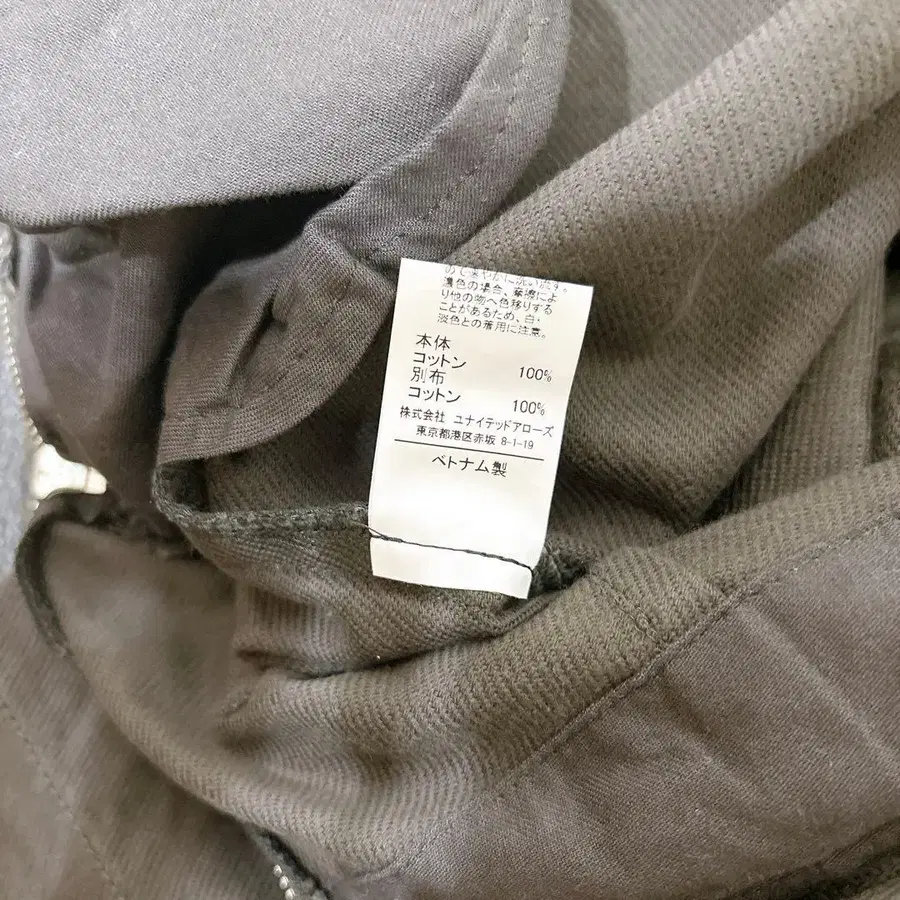 濃色の場合、摩擦によ
り他の物へ色移りする
ことがあるため、白・
淡色との着用に注意。
本体
コットン 100%
別布
コットン 100%
株式会社 ユナイテッドアローズ
東京都港区赤坂 8-1-19
ベトナム製